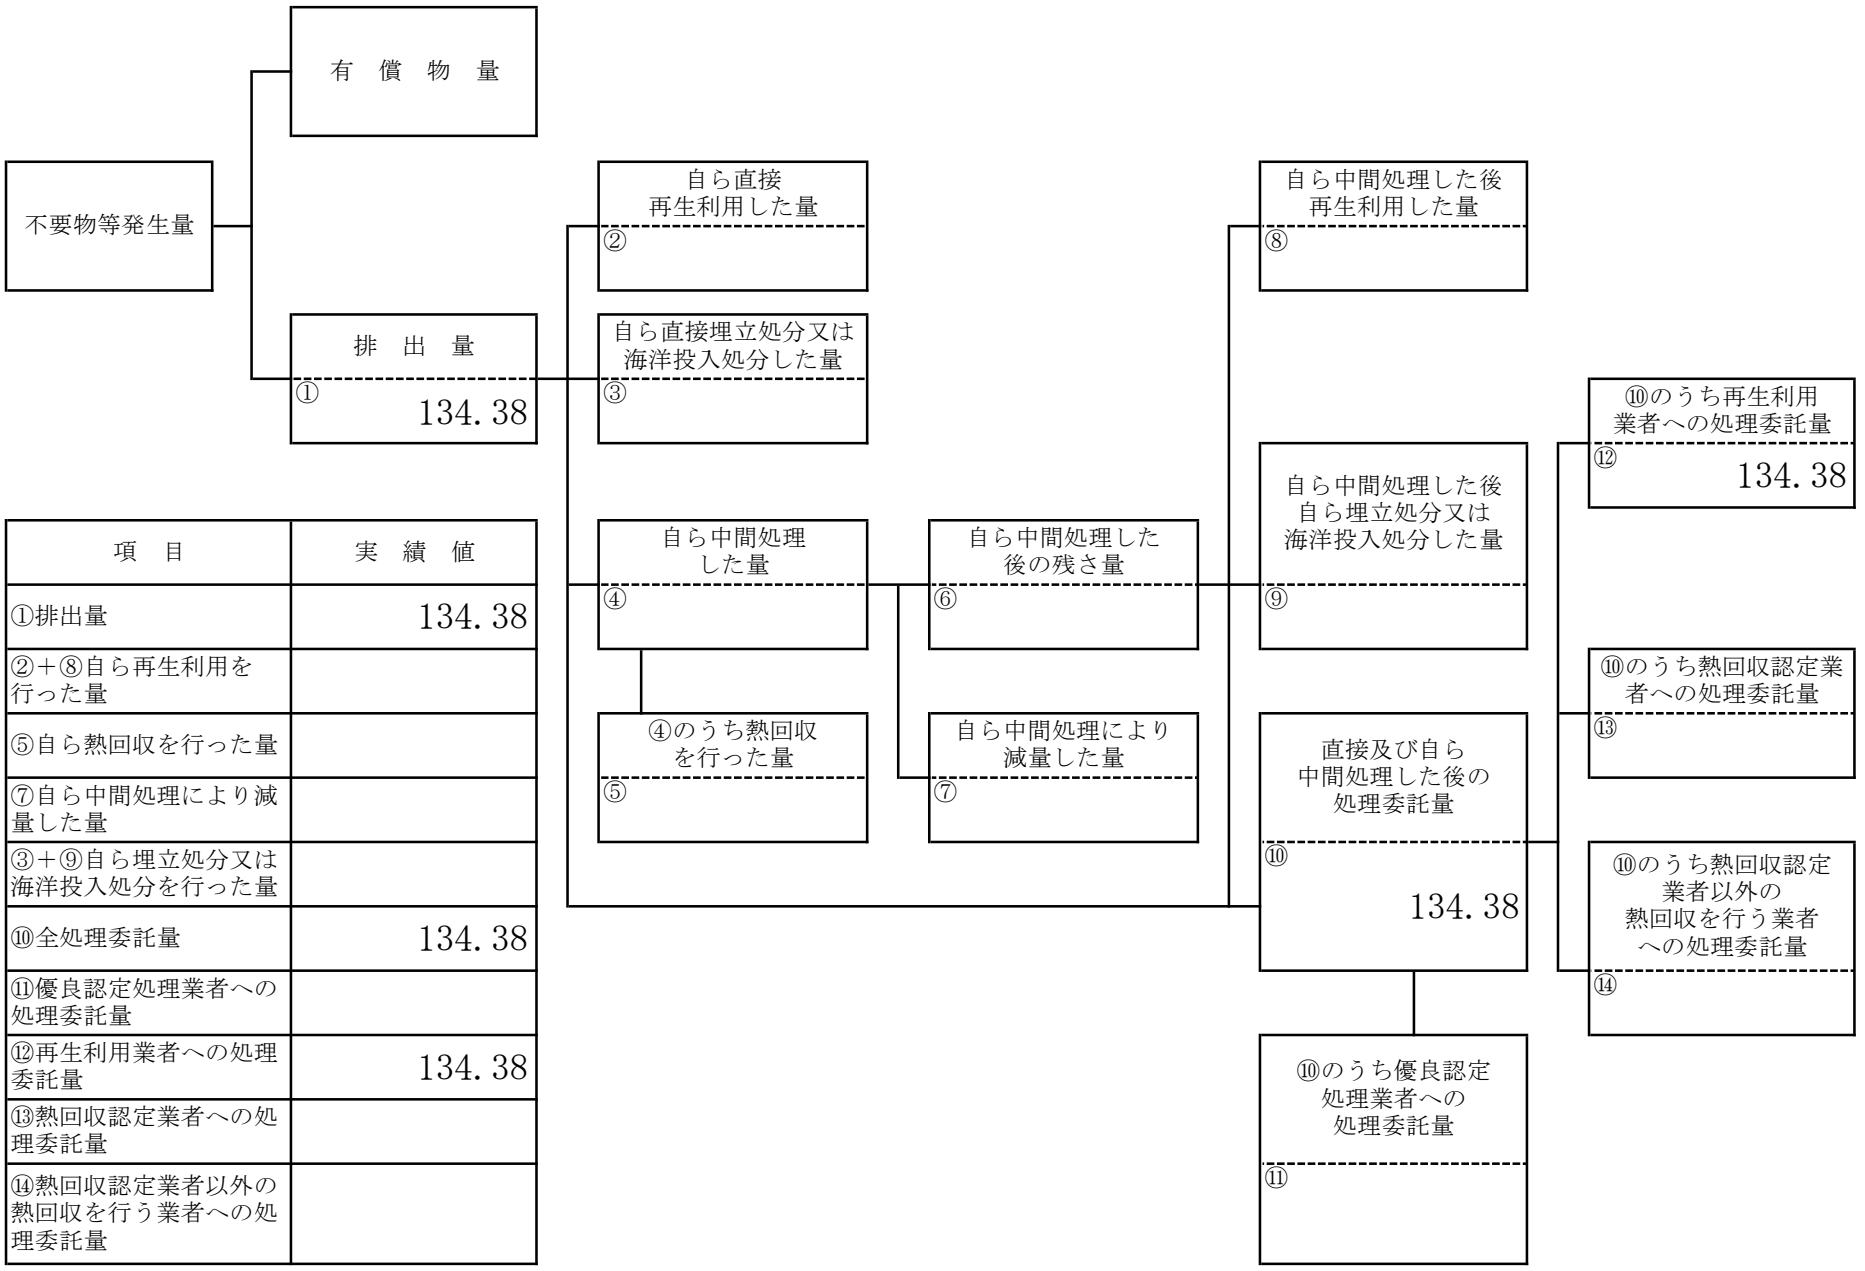 有　償　物　量
不要物等発生量
排　出　量
①
134.38
自ら直接
再生利用した量
②
自ら直接埋立処分又は
海洋投入処分した量
③
自ら中間処理
した量
④
④のうち熱回収
を行った量
⑤
自ら中間処理した
後の残さ量
⑥
自ら中間処理により
減量した量
⑦
自ら中間処理した後
再生利用した量
⑧
自ら中間処理した後
自ら埋立処分又は
海洋投入処分した量
⑨
直接及び自ら
中間処理した後の
処理委託量
⑩
134.38
⑩のうち優良認定
処理業者への
処理委託量
⑪
⑩のうち再生利用
業者への処理委託量
⑫
134.38
⑩のうち熱回収認定業
者への処理委託量
⑬
⑩のうち熱回収認定
業者以外の
熱回収を行う業者
への処理委託量
⑭
項　目　実　績　値
①排出量　134.38
②＋⑧自ら再生利用を
行った量
⑤自ら熱回収を行った量
⑦自ら中間処理により減
量した量
③＋⑨自ら埋立処分又は
海洋投入処分を行った量
⑩全処理委託量　134.38
⑪優良認定処理業者への
処理委託量
⑫再生利用業者への処理
委託量　134.38
⑬熱回収認定業者への処
理委託量
⑭熱回収認定業者以外の
熱回収を行う業者への処
理委託量